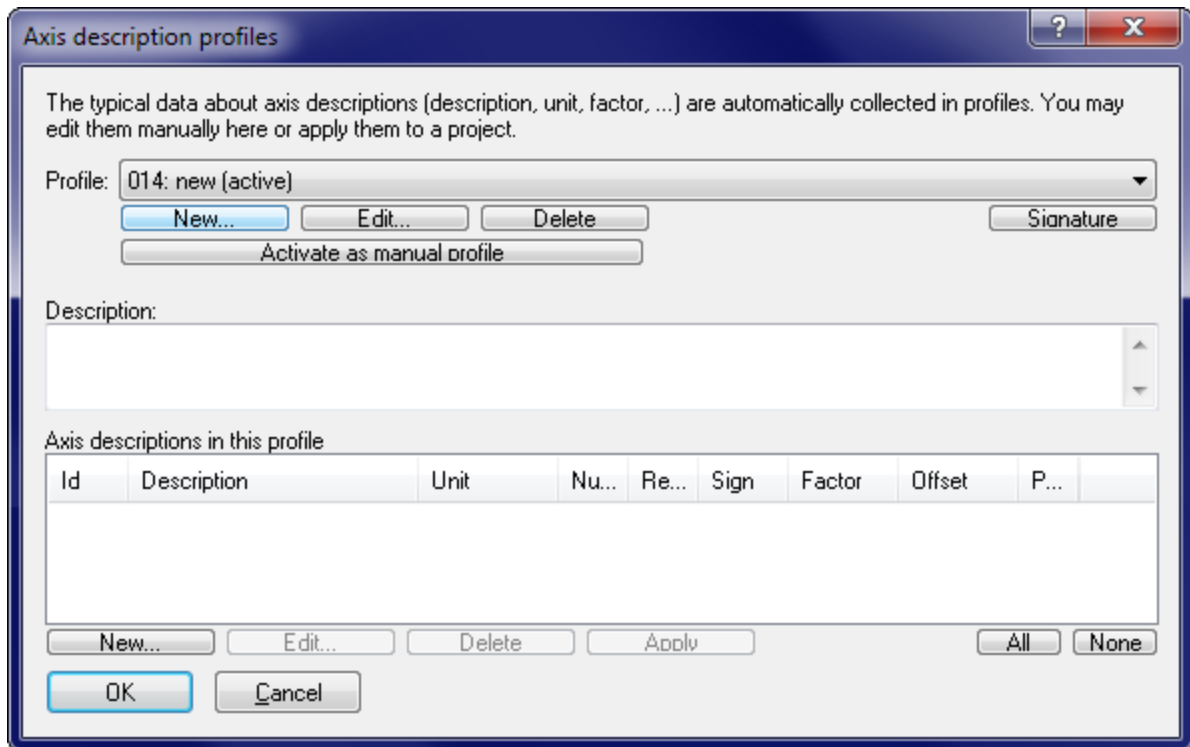 Axis description profiles
?
X
The typical data about axis descriptions (description, unit, factor, ...) are automatically collected in profiles. You may
edit them manually here or apply them to a project.
Profile: 014: new (active)
New... Edit... Delete Signature
Activate as manual profile
Description:
Axis descriptions in this profile
Id Description Unit Nu... Re... Sign Factor Offset P...
New... Edit... Delete Apply All None
OK Cancel